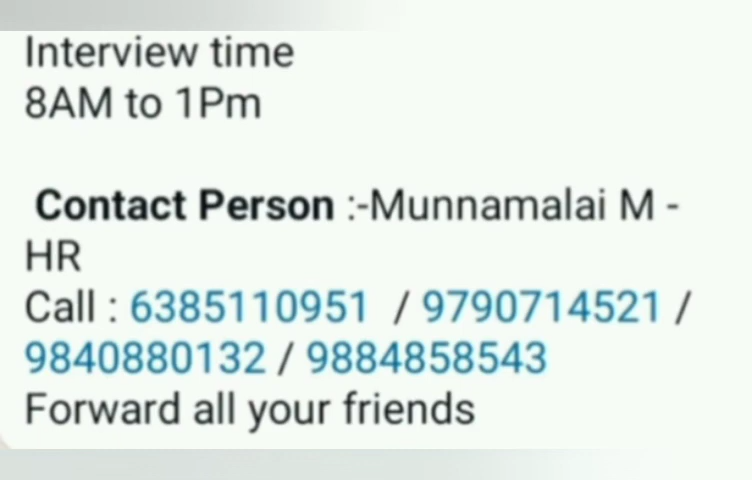 Interview time
8AM to 1Pm
Contact Person :-Munnamalai M -
HR
Call : 6385110951 / 9790714521 /
9840880132 / 9884858543
Forward all your friends